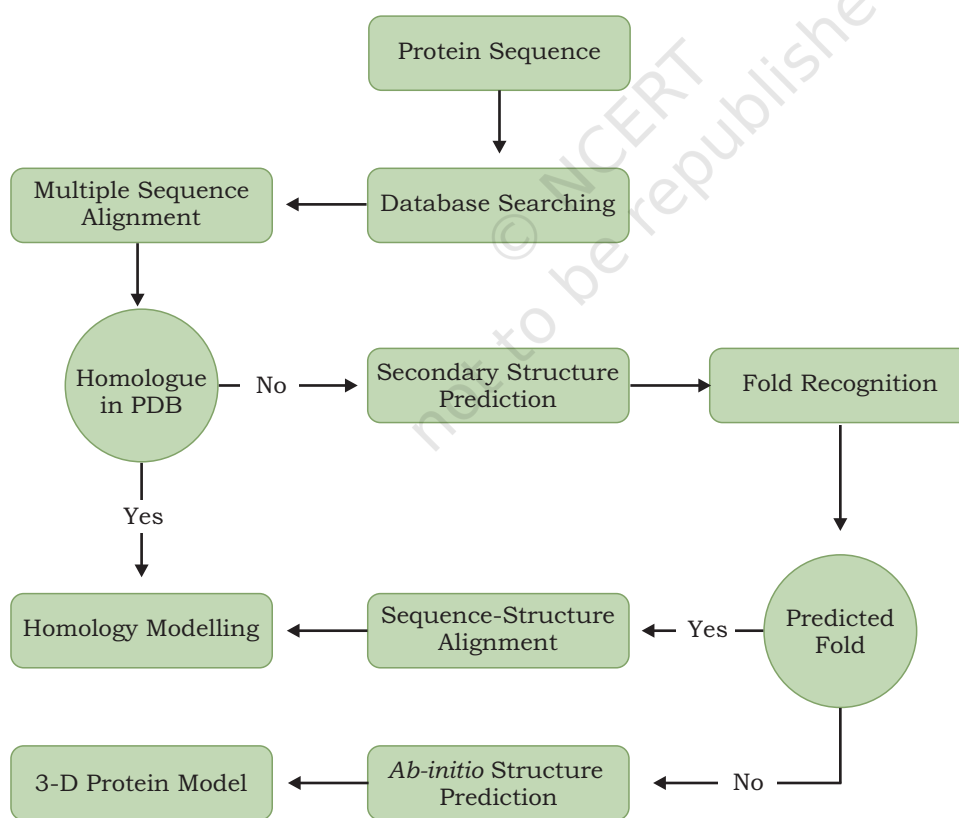 Protein Sequence
Database Searching
Multiple Sequence
Alignment
Homologue
in PDB
No
Secondary Structure
Prediction
Fold Recognition
Yes
Predicted
Fold
Yes
Sequence-Structure
Alignment
Homology Modelling
No
Ab-initio Structure
Prediction
3-D Protein Model
© NCERT
not to be republishe